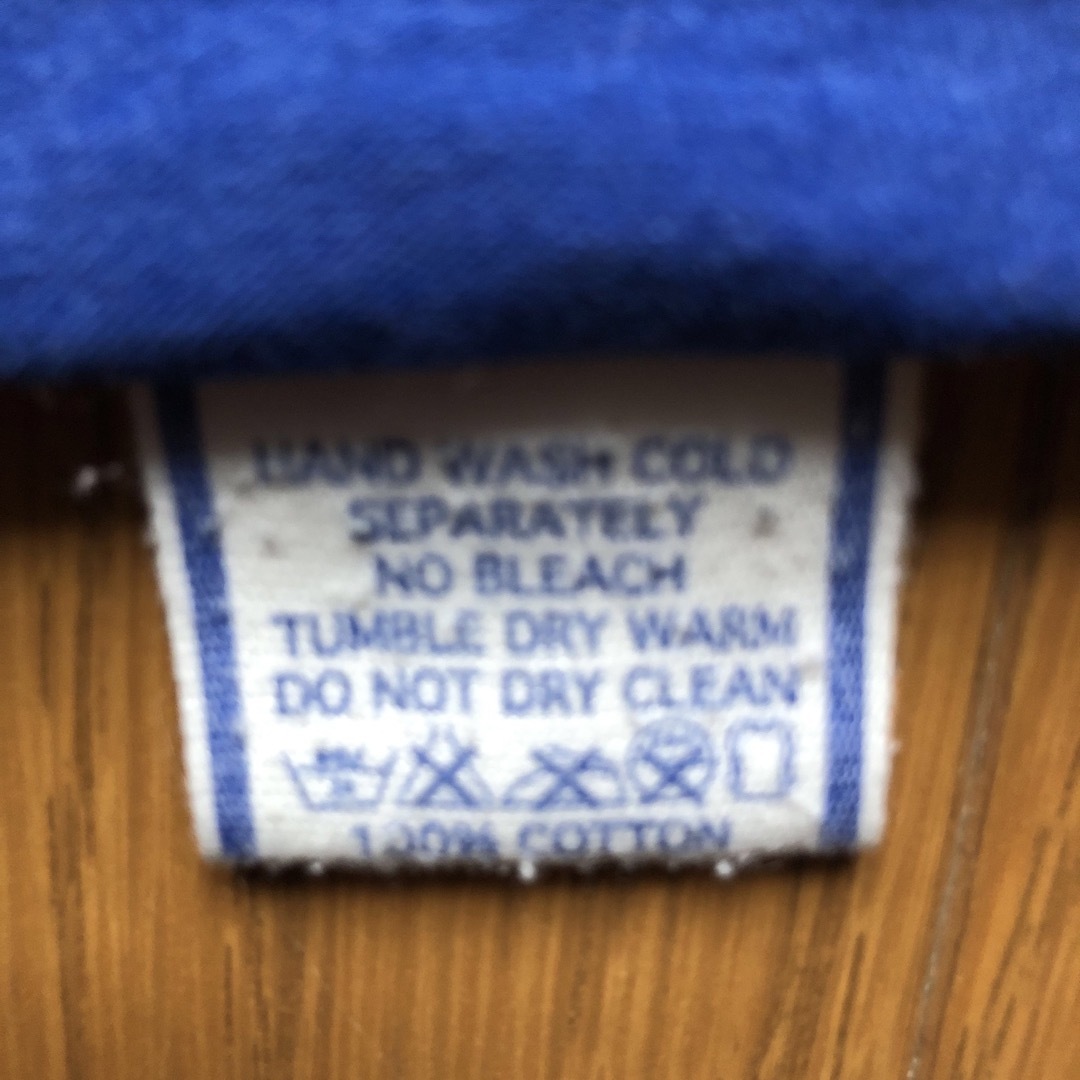 HAND WASH COLD
SEPARATELY
NO BLEACH
TUMBLE DRY WARM
DO NOT DRY CLEAN
100% COTTON